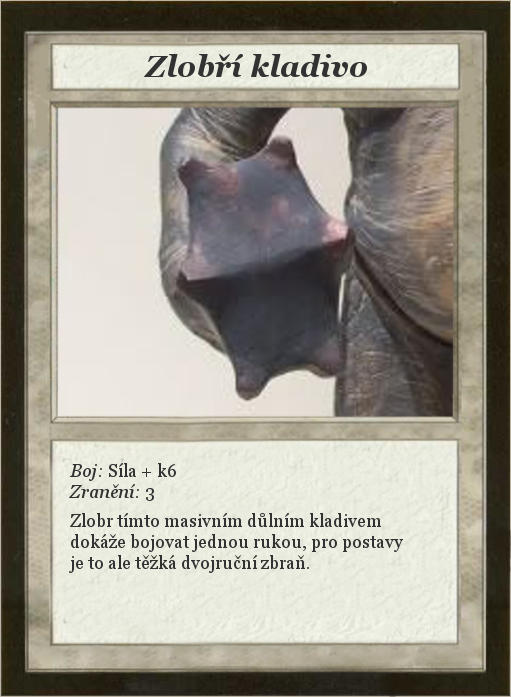 Zlobří kladivo
Boj: Síla + k6
Zranění: 3
Zlobr tímto masivním důlním kladivem
dokáže bojovat jednou rukou, pro postavy
je to ale těžká dvojruční zbraň.